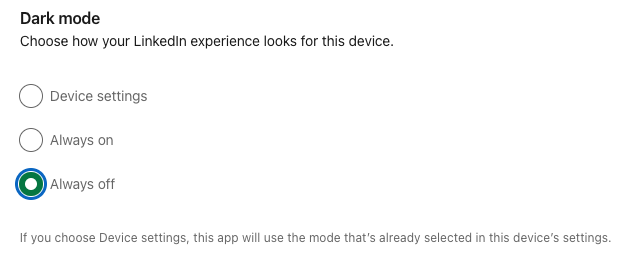 Dark mode
Choose how your LinkedIn experience looks for this device.
Device settings
Always on
Always off
If you choose Device settings, this app will use the mode that's already selected in this device's settings.